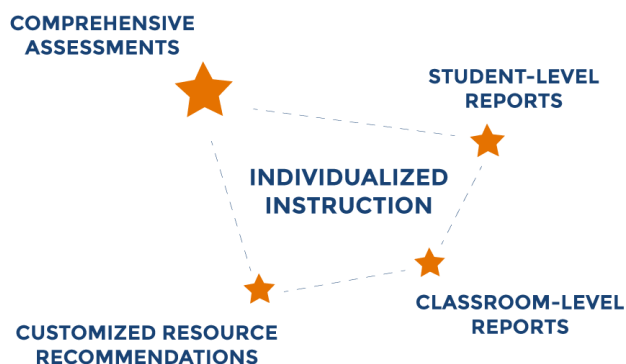 COMPREHENSIVE
ASSESSMENTS
STUDENT-LEVEL
REPORTS
INDIVIDUALIZED
INSTRUCTION
CLASSROOM-LEVEL
REPORTS
CUSTOMIZED RESOURCE
RECOMMENDATIONS